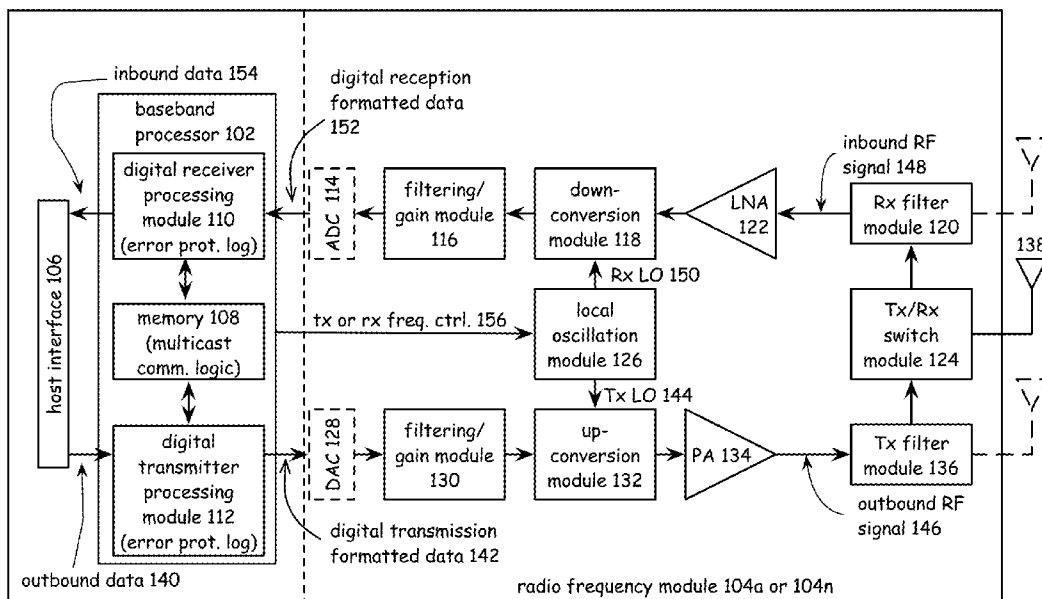 inbound data 154
baseband
processor 102
digital receiver
processing
module 110
(error prot. log)
host interface 106
memory 108
(multicast
comm. logic)
digital
transmitter
processing
module 112
(error prot. log)
outbound data 140
digital reception
formatted data
152
ADC 114
filtering/
gain module
116
down-
conversion
module 118
LNA
122
inbound RF
signal 148
Rx filter
module 120
138
Rx LO 150
tx or rx freq. ctrl. 156
local
oscillation
module 126
Tx/Rx
switch
module 124
Tx LO 144
DAC 128
filtering/
gain module
130
up-
conversion
module 132
PA 134
Tx filter
module 136
outbound RF
signal 146
digital transmission
formatted data 142
radio frequency module 104a or 104n